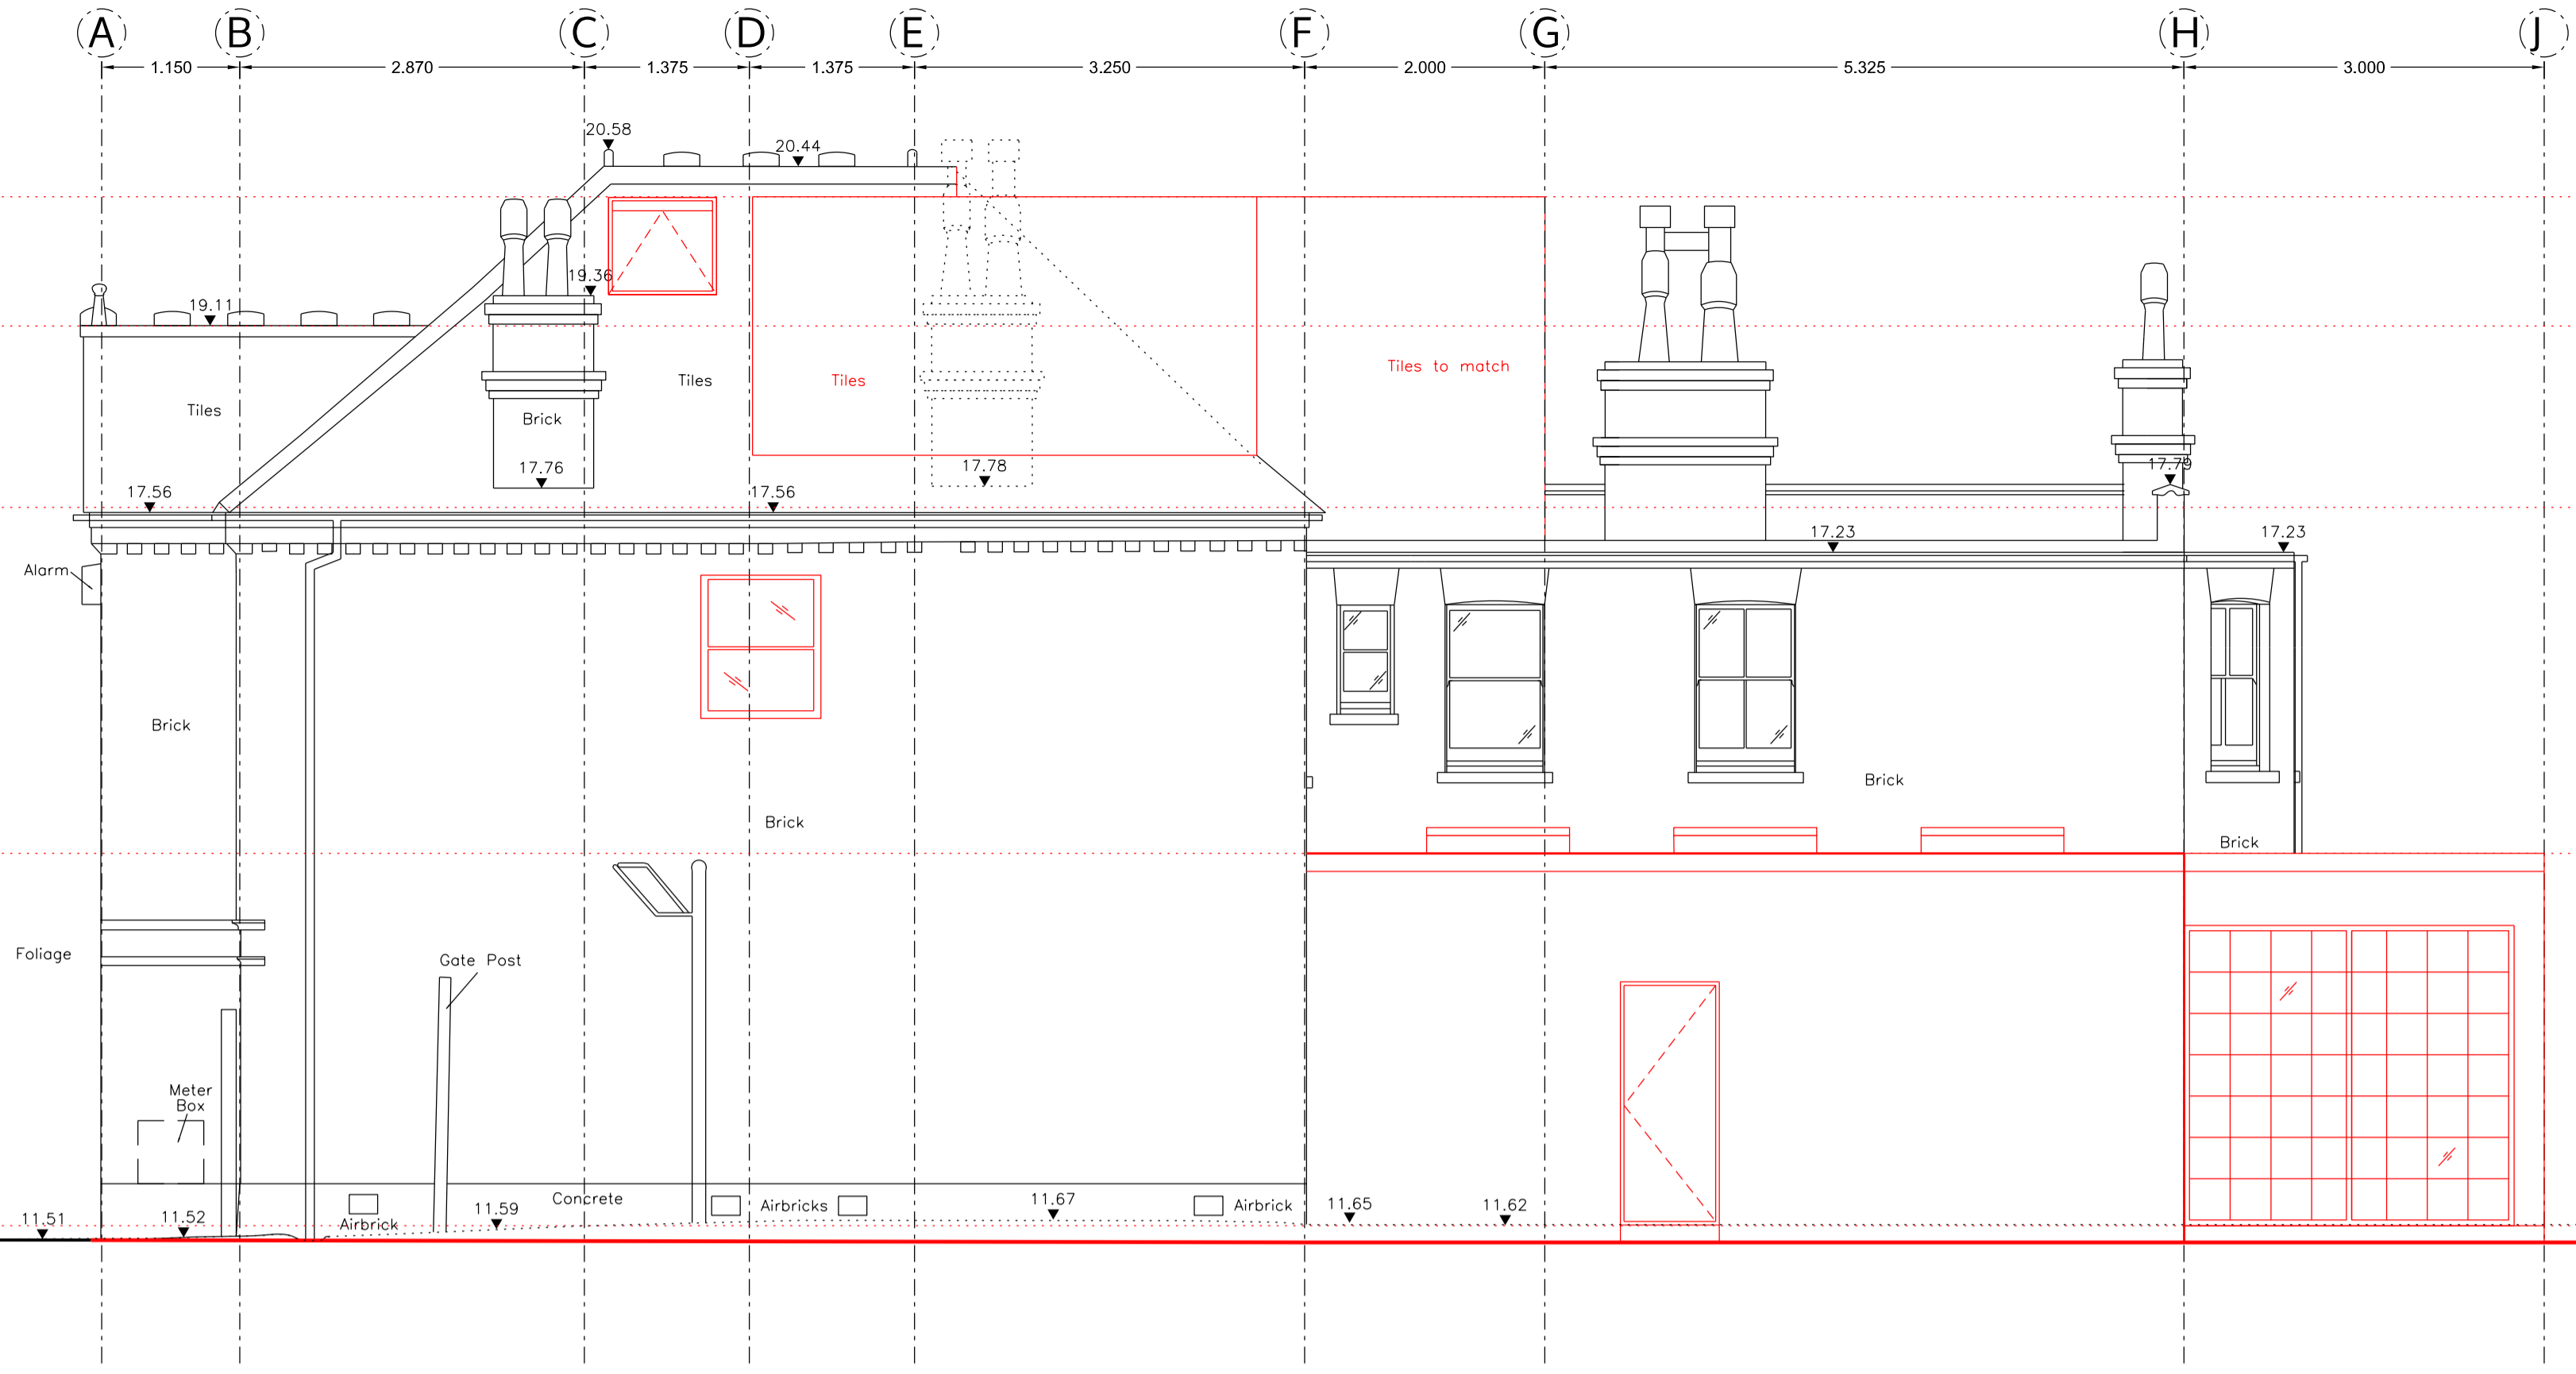 A B C D E F G H J
1.150 2.870 1.375 1.375 3.250 2.000 5.325 3.000
20.58
20.44
19.36
19.11
Tiles to match
Tiles Tiles
Tiles
Brick
17.76 17.78 17.79
17.56 17.56
17.23 17.23
Alarm
Brick
Brick
Brick
Brick
Foliage
Gate Post
Meter
Box
Concrete
Airbricks
Airbrick
11.67
11.65
11.62
11.59
11.51
11.52
Airbrick